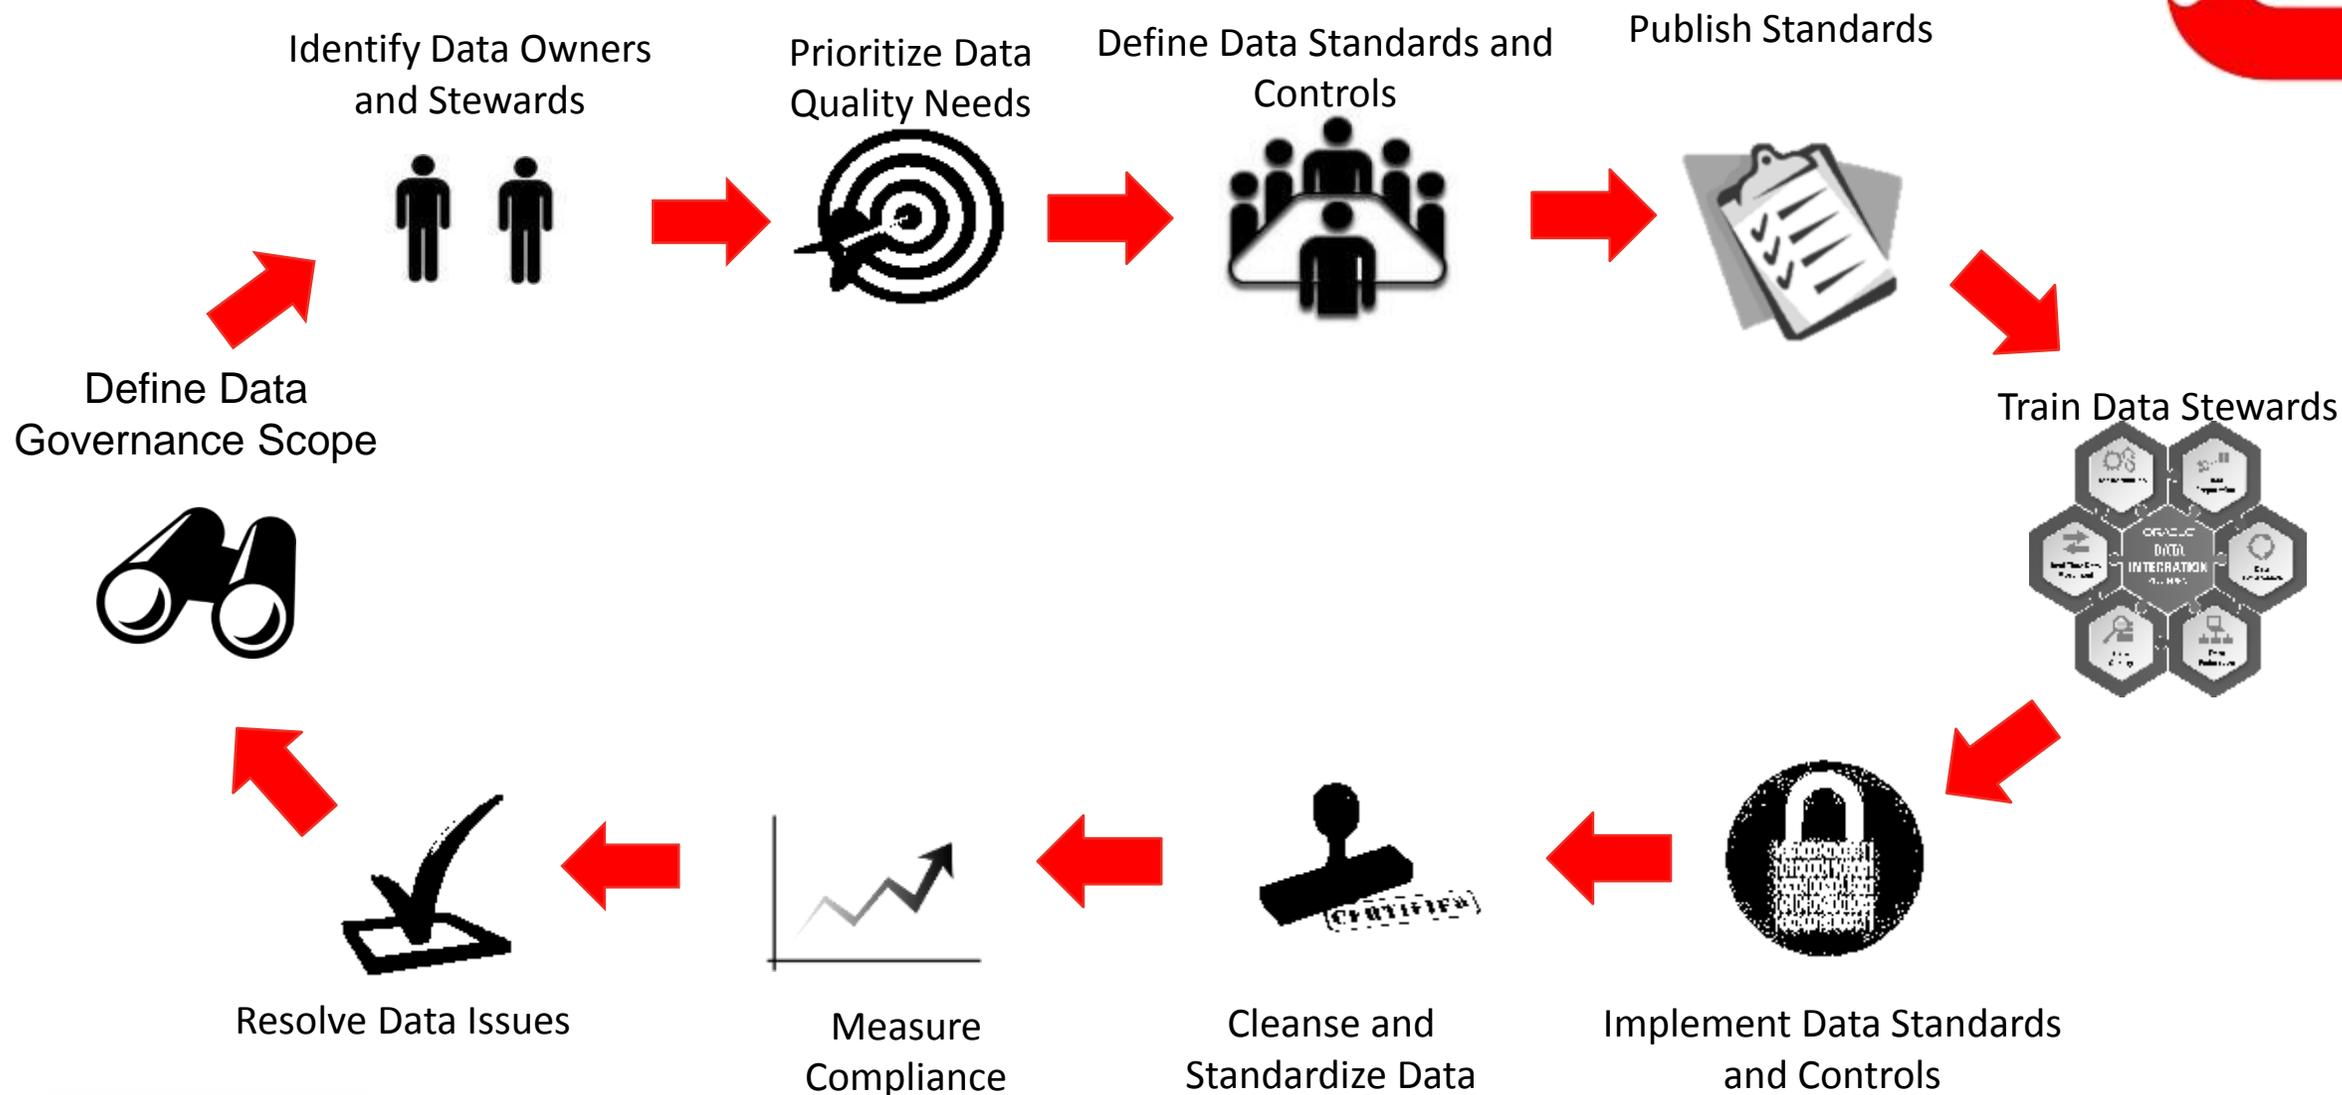 Identify Data Owners
and Stewards
Prioritize Data
Quality Needs
Define Data Standards and
Controls
Publish Standards
Define Data
Governance Scope
Train Data Stewards
ORACLE
DATA
INTEGRATION
CERTIFIED
Resolve Data Issues
Measure
Compliance
Cleanse and
Standardize Data
Implement Data Standards
and Controls